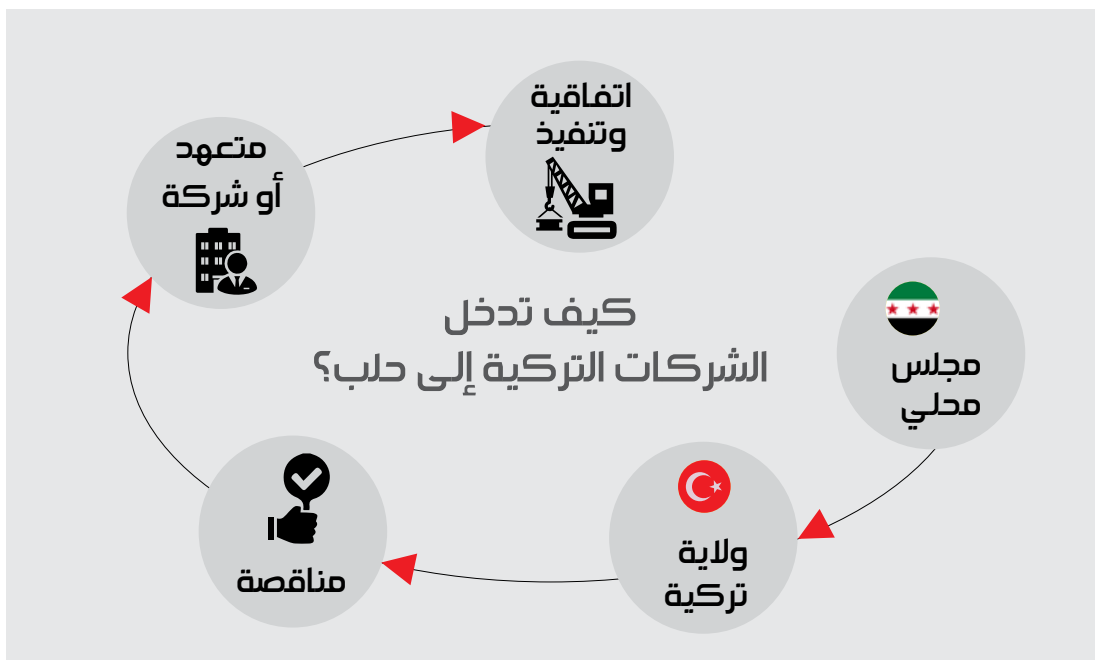 كيف تدخل
الشركات التركية إلى حلب؟
مجلس
محلي
ولاية
تركية
مناقصة
متعهد
أو شركة
اتفاقية
وتنفيذ